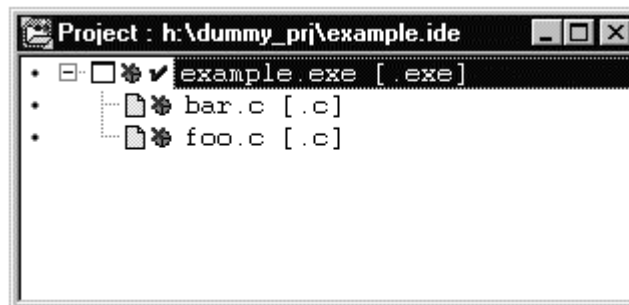 Project : h:\dummy_prj\example.ide
example.exe [.exe]
bar.c [.c]
foo.c [.c]